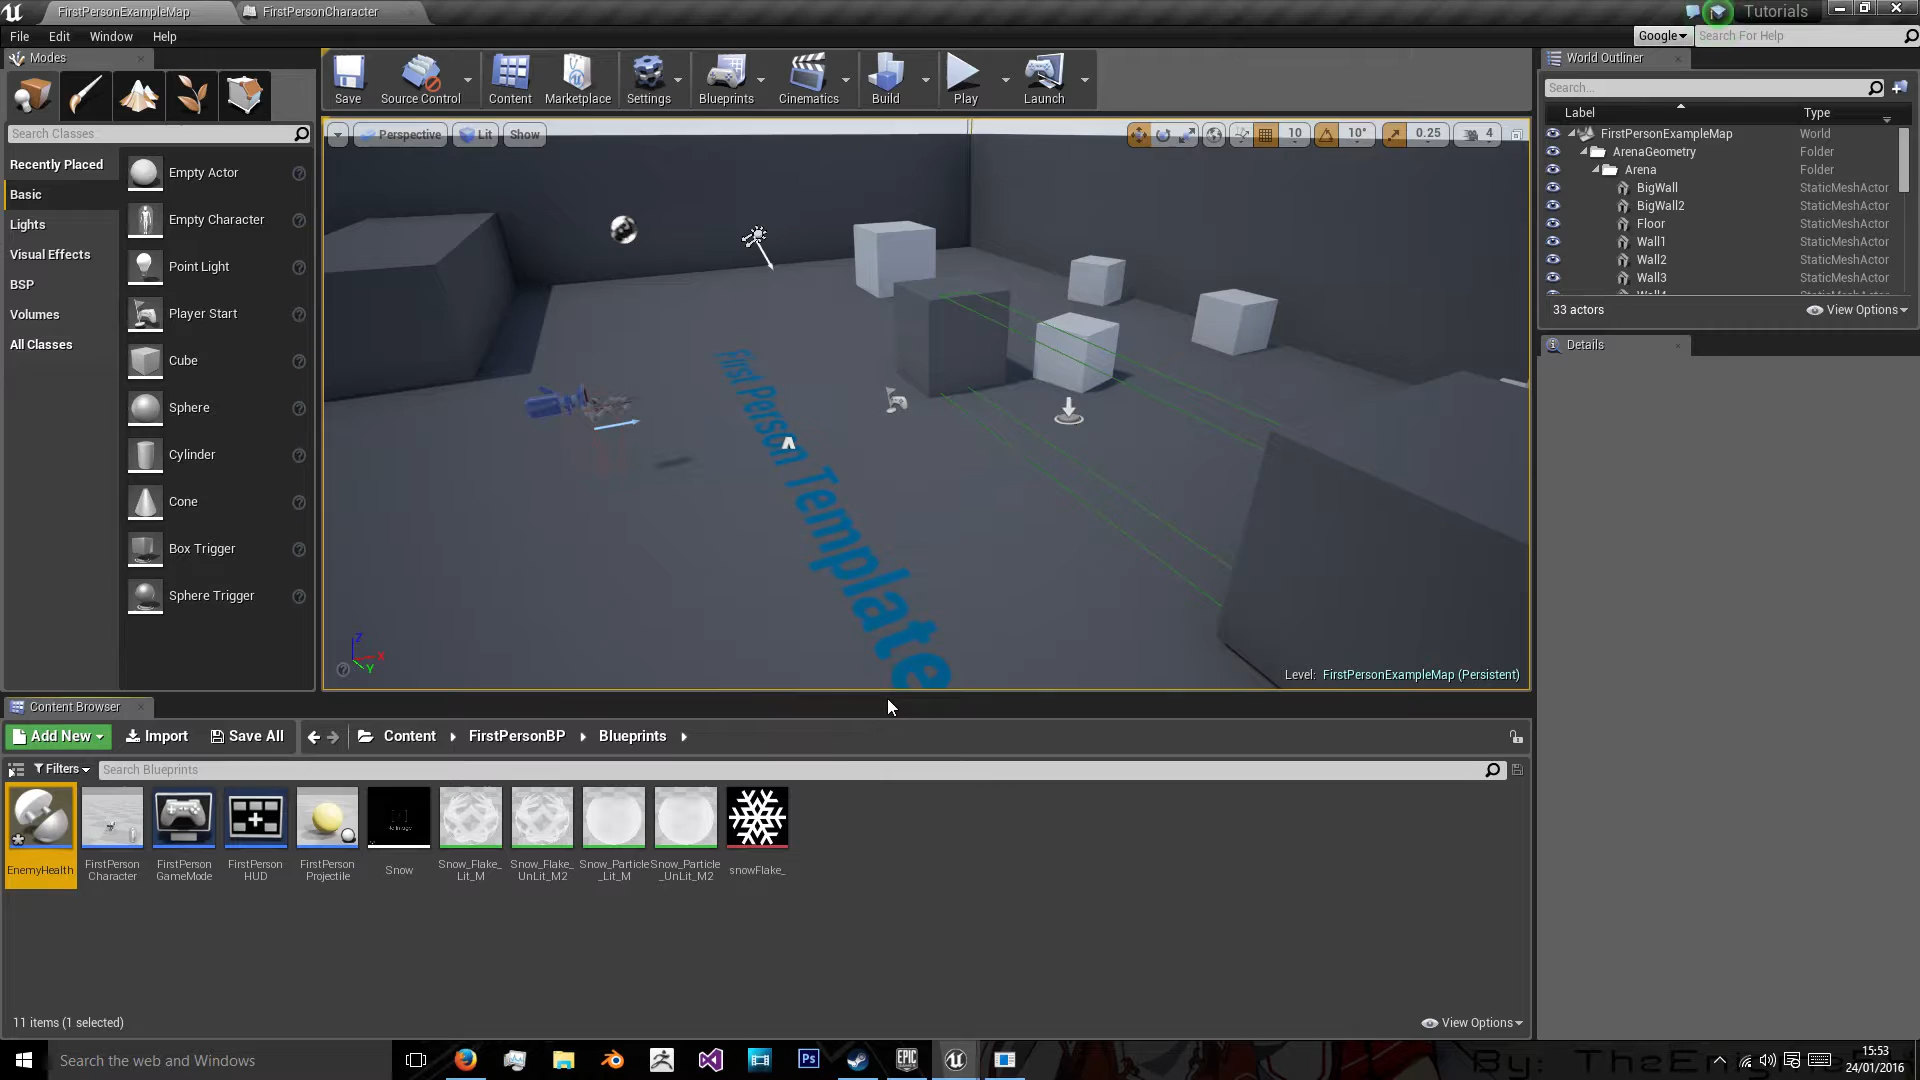 FirstPersonExampleMap
FirstPersonCharacter
Tutorials
File Edit Window Help
Google
Search For Help
Modes
Search Classes
Recently Placed
Basic
Lights
Visual Effects
BSP
Volumes
All Classes
Empty Actor
Empty Character
Point Light
Player Start
Cube
Sphere
Cylinder
Cone
Box Trigger
Sphere Trigger
Save
Source Control
Content
Marketplace
Settings
Blueprints
Cinematics
Build
Play
Launch
Perspective
Lit
Show
10
10°
0.25
4
First Person Template
Z
X
Y
Level: FirstPersonExampleMap (Persistent)
World Outliner
Search...
Label Type
FirstPersonExampleMap World
ArenaGeometry Folder
Arena Folder
BigWall StaticMeshActor
BigWall2 StaticMeshActor
Floor StaticMeshActor
Wall1 StaticMeshActor
Wall2 StaticMeshActor
Wall3 StaticMeshActor
33 actors
View Options
Details
Content Browser
Add New
Import
Save All
Content
FirstPersonBP
Blueprints
Filters
Search Blueprints
EnemyHealth
FirstPerson
Character
FirstPerson
GameMode
FirstPerson
HUD
FirstPerson
Projectile
Snow
Snow_Flake_
Lit_M
Snow_Flake_
UnLit_M2
Snow_Particle
_Lit_M
Snow_Particle
_UnLit_M2
snowFlake_
11 items (1 selected)
View Options
Search the web and Windows
Ps
EPIC
GAMES
15:53
24/01/2016